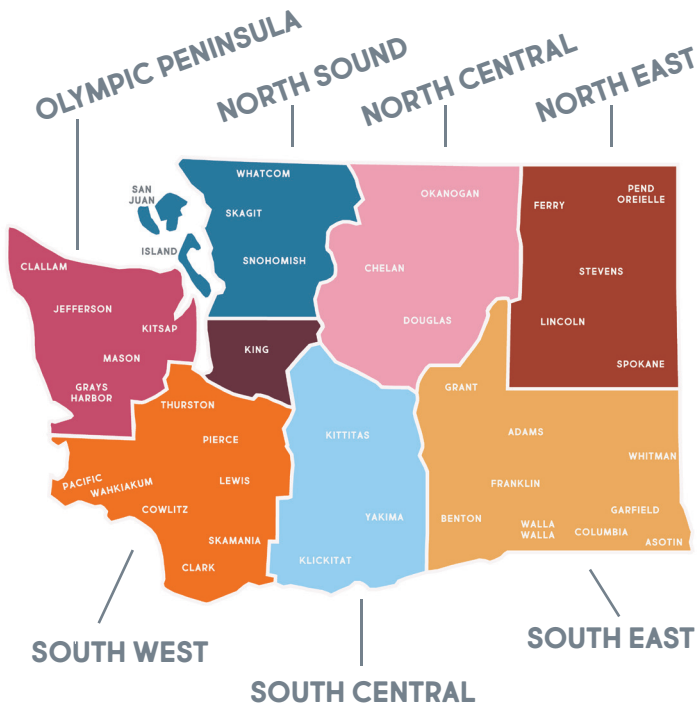 OLYMPIC PENINSULA
NORTH SOUND
NORTH CENTRAL
NORTH EAST
WHATCOM
SKAGIT
SNOHOMISH
SAN
JUAN
ISLAND
OKANOGAN
CHELAN
DOUGLAS
FERRY
PEND
OREIELLE
STEVENS
LINCOLN
SPOKANE
CLALLAM
JEFFERSON
KITSAP
MASON
GRAYS
HARBOR
KING
THURSTON
PIERCE
LEWIS
PACIFIC
WAHKIAKUM
COWLITZ
SKAMANIA
CLARK
KITTITAS
YAKIMA
KLICKITAT
GRANT
ADAMS
WHITMAN
FRANKLIN
BENTON
WALLA
WALLA
COLUMBIA
GARFIELD
ASOTIN
SOUTH WEST
SOUTH CENTRAL
SOUTH EAST